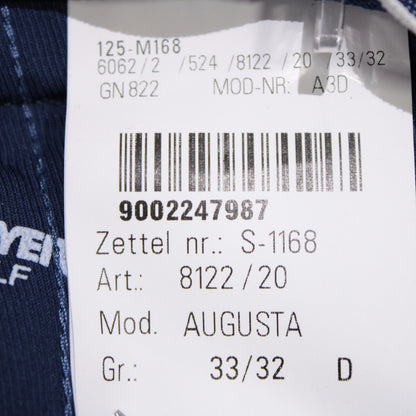 125-M168
6062/2 /524 /8122 /20 /33/32
GN 822 MOD-NR: A3D
9002247987
Zettel nr.: S-1168
Art.: 8122/20
Mod. AUGUSTA
Gr.: 33/32 D
LF